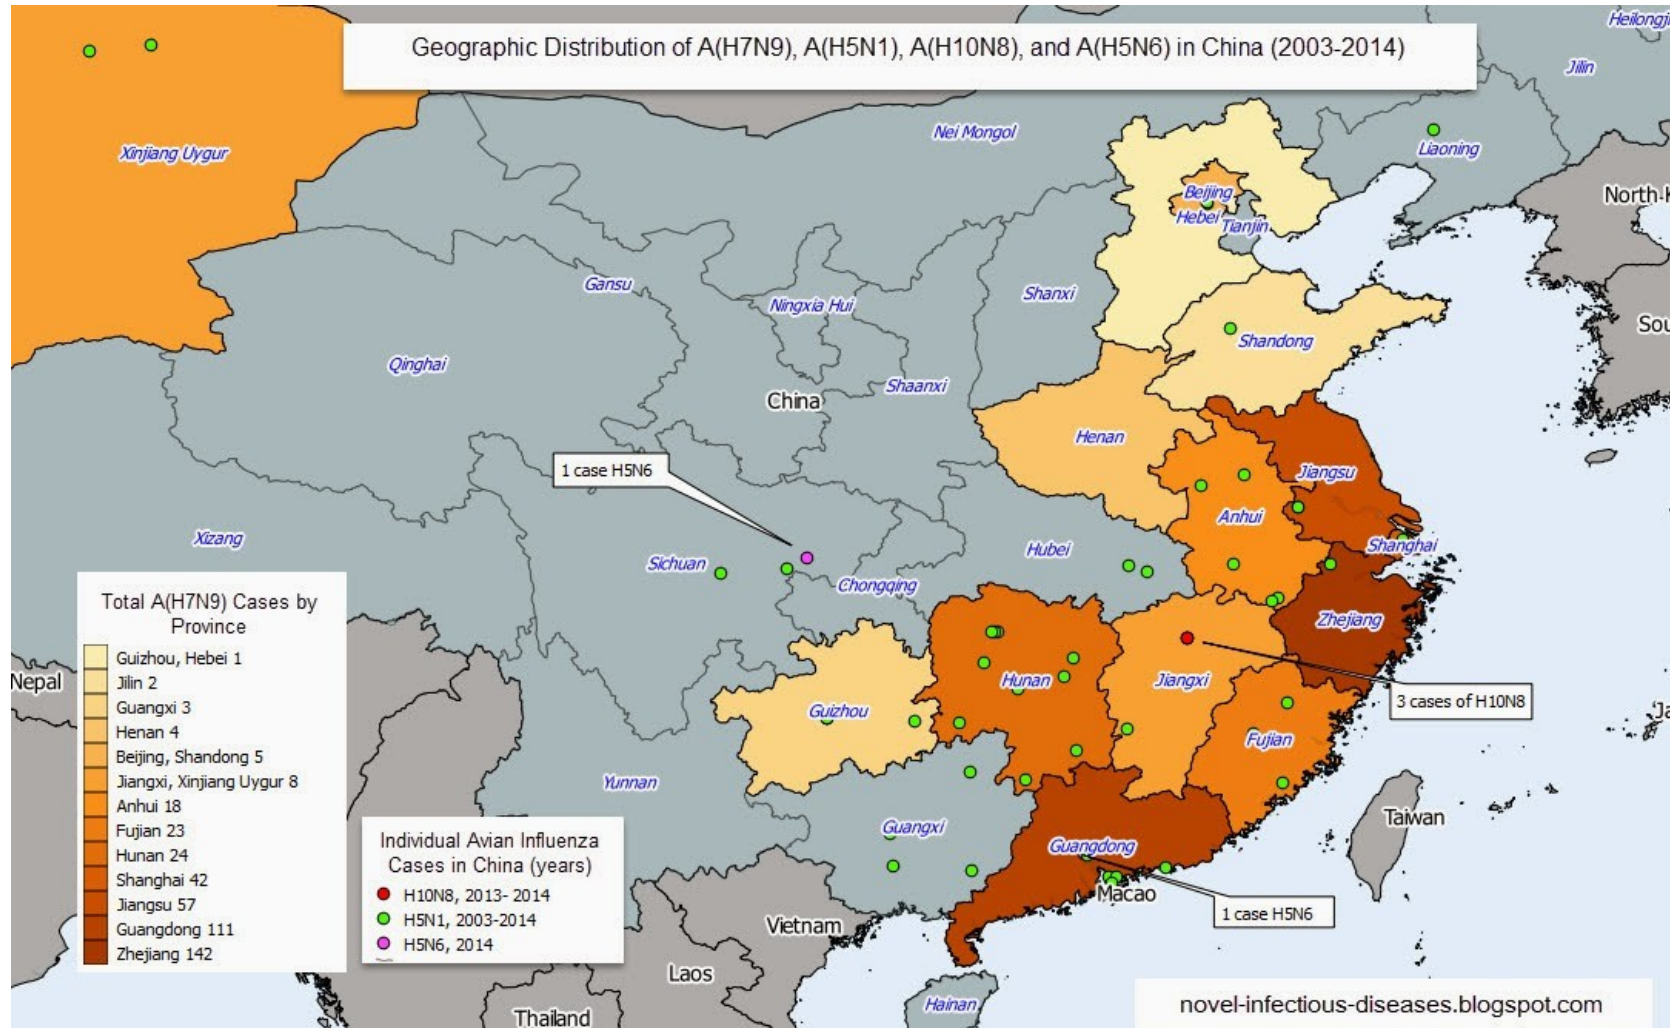 Geographic Distribution of A(H7N9), A(H5N1), A(H10N8), and A(H5N6) in China (2003-2014)
Heilongji
Jilin
Nei Mongol
Liaoning
Xinjiang Uygur
Beijing
North-K
Hebei
Tianjin
Gansu
Ningxia Hui
Shanxi
Sou
Shandong
Qinghai
Shaanxi
China
Henan
1 case H5N6
Jiangsu
Anhui
Xizang
Sichuan
Hubei
Shanghai
Chongqing
Zhejiang
Nepal
Hunan
Jiangxi
3 cases of H10N8
Ja
Guizhou
Fujian
Yunnan
Guangxi
Taiwan
Guangdong
Macao
1 case H5N6
Vietnam
Laos
Hainan
Thailand
Total A(H7N9) Cases by
Province
Guizhou, Hebei 1
Jilin 2
Guangxi 3
Henan 4
Beijing, Shandong 5
Jiangxi, Xinjiang Uygur 8
Anhui 18
Fujian 23
Hunan 24
Shanghai 42
Jiangsu 57
Guangdong 111
Zhejiang 142
Individual Avian Influenza
Cases in China (years)
H10N8, 2013- 2014
H5N1, 2003-2014
H5N6, 2014
novel-infectious-diseases.blogspot.com